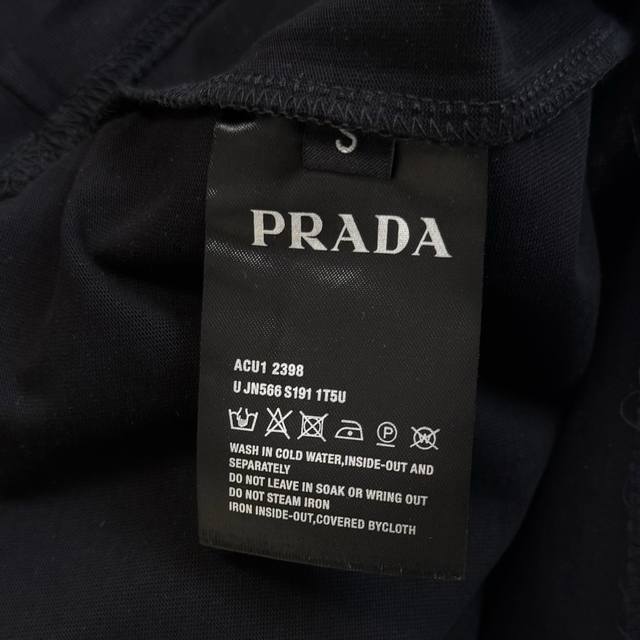 S
PRADA
ACU1 2398
U JN566 S191 1T5U
P
W
WASH IN COLD WATER,INSIDE-OUT AND
SEPARATELY
DO NOT LEAVE IN SOAK OR WRING OUT
DO NOT STEAM IRON
IRON INSIDE-OUT,COVERED BYCLOTH